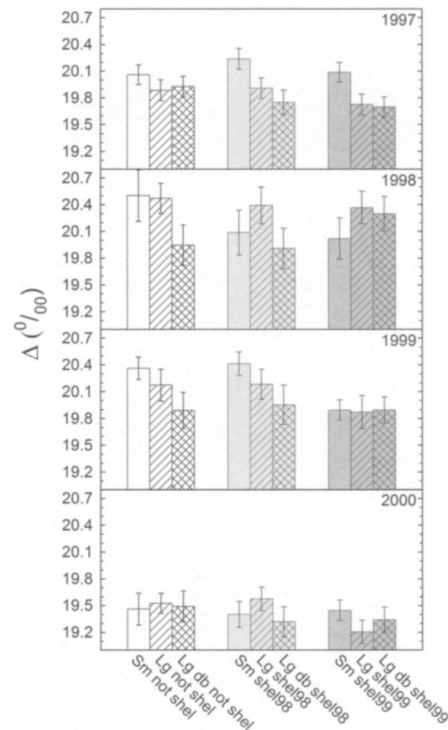 20.7
1997
20.4
20.1
19.8
19.5
19.2
20.7
1998
20.4
20.1
19.8
19.5
19.2
Δ (⁰/₀₀)
20.7
1999
20.4
20.1
19.8
19.5
19.2
20.7
2000
20.4
20.1
19.8
19.5
19.2
Sm not shel
Lg not shel
Lg db not shel
Sm shel98
Lg shel98
Lg db shel98
Sm shel99
Lg shel99
Lg db shel99